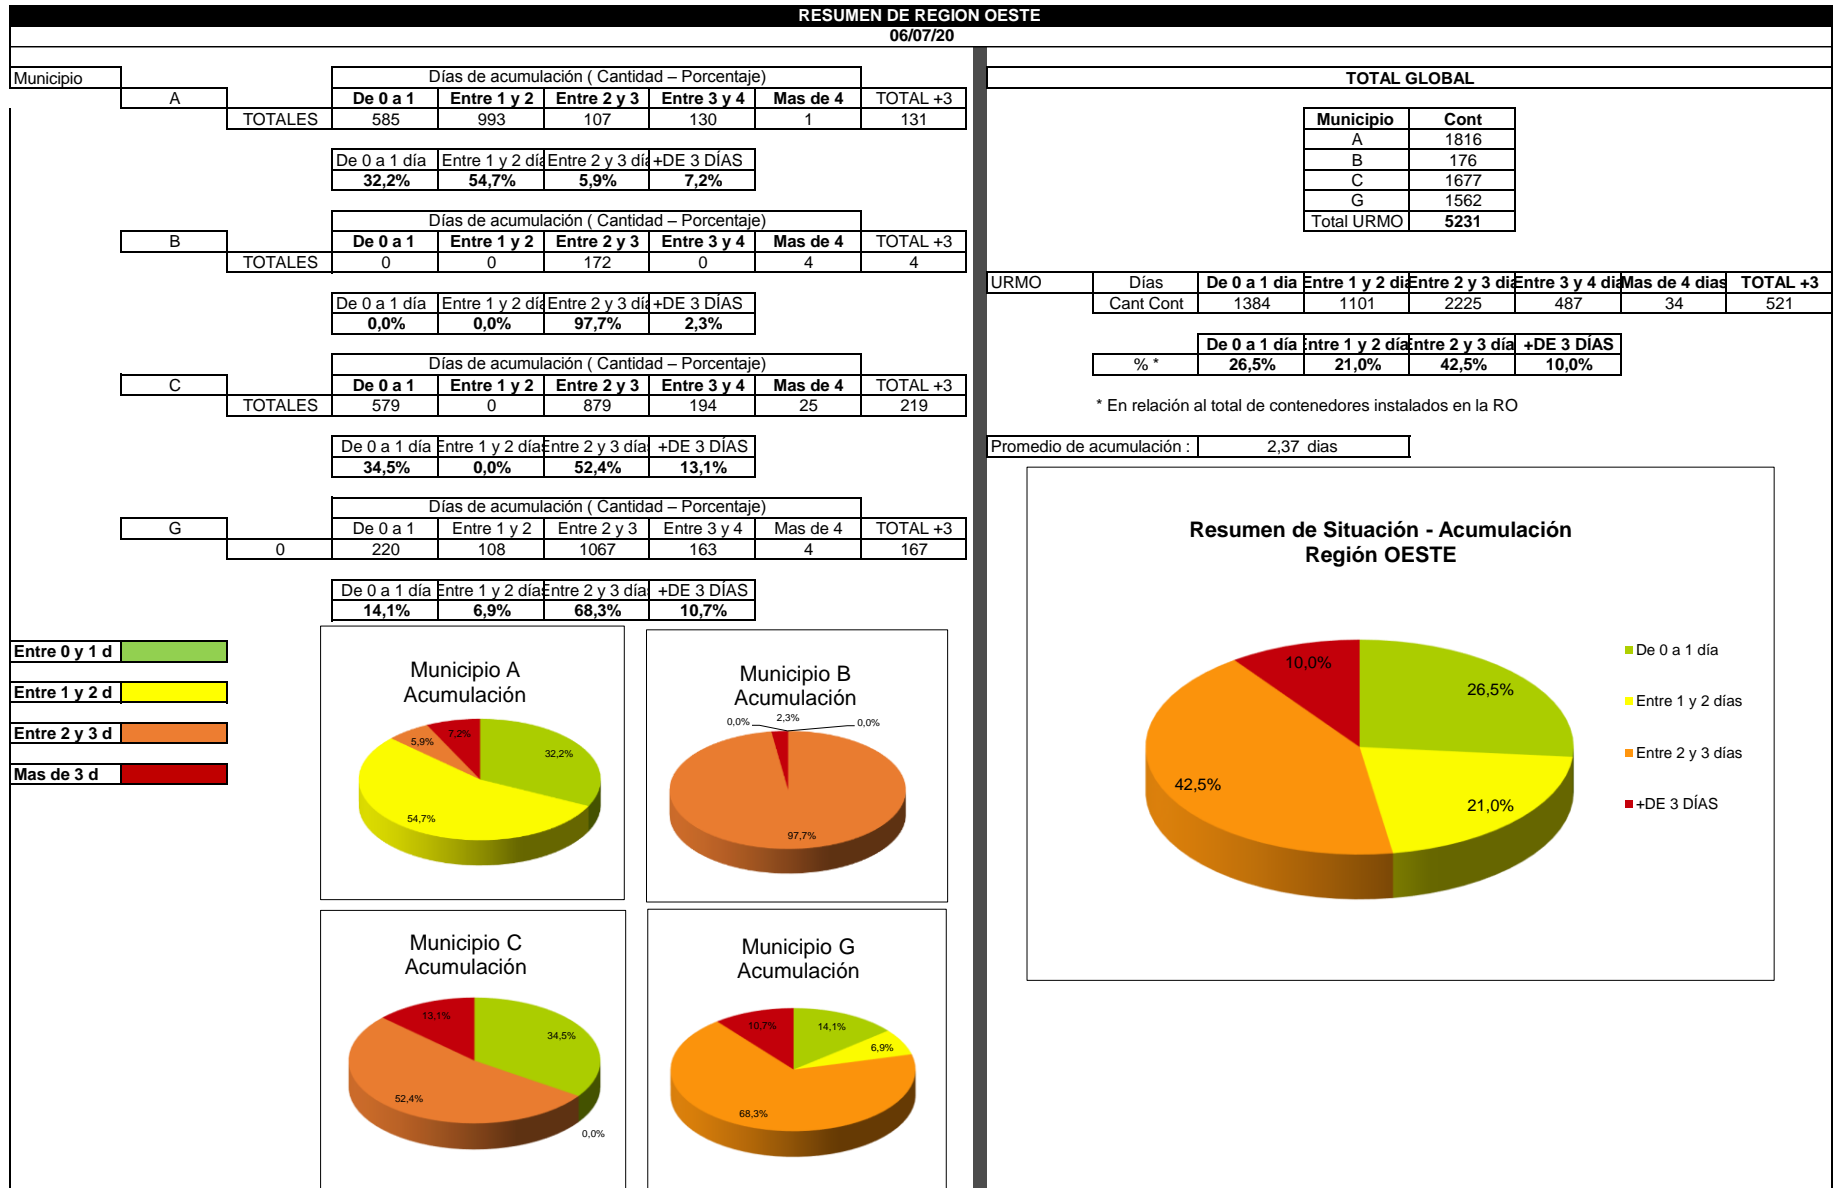 RESUMEN DE REGION OESTE
06/07/20
Municipio
Días de acumulación ( Cantidad – Porcentaje)
A De 0 a 1 Entre 1 y 2 Entre 2 y 3 Entre 3 y 4 Mas de 4 TOTAL +3
TOTALES 585 993 107 130 1 131
De 0 a 1 día Entre 1 y 2 día Entre 2 y 3 día +DE 3 DÍAS
32,2% 54,7% 5,9% 7,2%
Días de acumulación ( Cantidad – Porcentaje)
B De 0 a 1 Entre 1 y 2 Entre 2 y 3 Entre 3 y 4 Mas de 4 TOTAL +3
TOTALES 0 0 172 0 4 4
De 0 a 1 día Entre 1 y 2 día Entre 2 y 3 día +DE 3 DÍAS
0,0% 0,0% 97,7% 2,3%
Días de acumulación ( Cantidad – Porcentaje)
C De 0 a 1 Entre 1 y 2 Entre 2 y 3 Entre 3 y 4 Mas de 4 TOTAL +3
TOTALES 579 0 879 194 25 219
De 0 a 1 día Entre 1 y 2 días Entre 2 y 3 días +DE 3 DÍAS
34,5% 0,0% 52,4% 13,1%
Días de acumulación ( Cantidad – Porcentaje)
G De 0 a 1 Entre 1 y 2 Entre 2 y 3 Entre 3 y 4 Mas de 4 TOTAL +3
0 220 108 1067 163 4 167
De 0 a 1 día Entre 1 y 2 días Entre 2 y 3 días +DE 3 DÍAS
14,1% 6,9% 68,3% 10,7%
Entre 0 y 1 d
Entre 1 y 2 d
Entre 2 y 3 d
Mas de 3 d
Municipio A
Acumulación
32,2%
54,7%
5,9%
7,2%
Municipio B
Acumulación
0,0%
2,3%
0,0%
97,7%
Municipio C
Acumulación
13,1%
34,5%
52,4%
0,0%
Municipio G
Acumulación
10,7%
14,1%
6,9%
68,3%
TOTAL GLOBAL
Municipio Cont
A 1816
B 176
C 1677
G 1562
Total URMO 5231
URMO Días De 0 a 1 dia Entre 1 y 2 dia Entre 2 y 3 dia Entre 3 y 4 dia Mas de 4 dias TOTAL +3
Cant Cont 1384 1101 2225 487 34 521
De 0 a 1 día Entre 1 y 2 día Entre 2 y 3 día +DE 3 DÍAS
% * 26,5% 21,0% 42,5% 10,0%
* En relación al total de contenedores instalados en la RO
Promedio de acumulación : 2,37 dias
Resumen de Situación - Acumulación
Región OESTE
10,0%
26,5%
42,5%
21,0%
De 0 a 1 día
Entre 1 y 2 días
Entre 2 y 3 días
+DE 3 DÍAS